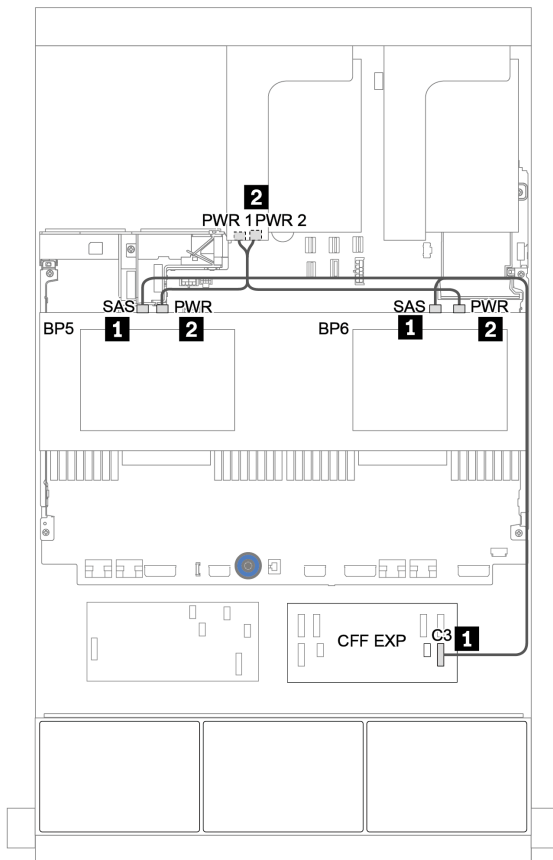 2
PWR 1 PWR 2
SAS PWR SAS PWR
BP5 1 2 BP6 1 2
C3 1
CFF EXP